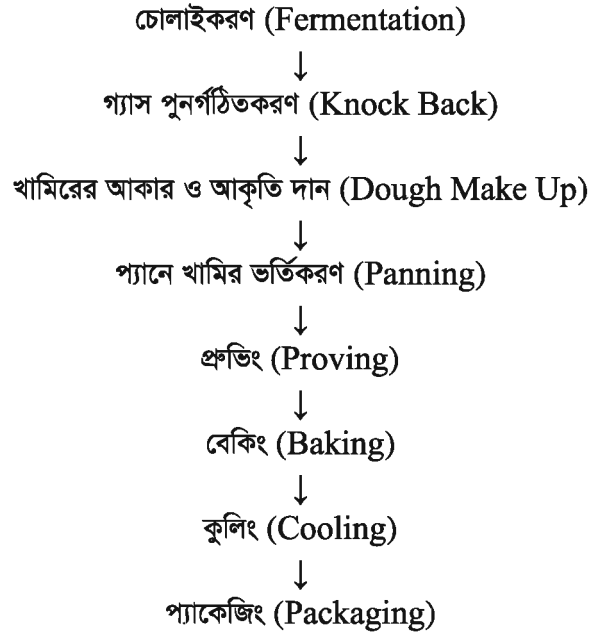 চোলাইকরণ (Fermentation)
↓
গ্যাস পুনর্গঠিতকরণ (Knock Back)
↓
খামিরের আকার ও আকৃতি দান (Dough Make Up)
↓
প্যানে খামির ভর্তিকরণ (Panning)
↓
প্রুভিং (Proving)
↓
বেকিং (Baking)
↓
কুলিং (Cooling)
↓
প্যাকেজিং (Packaging)